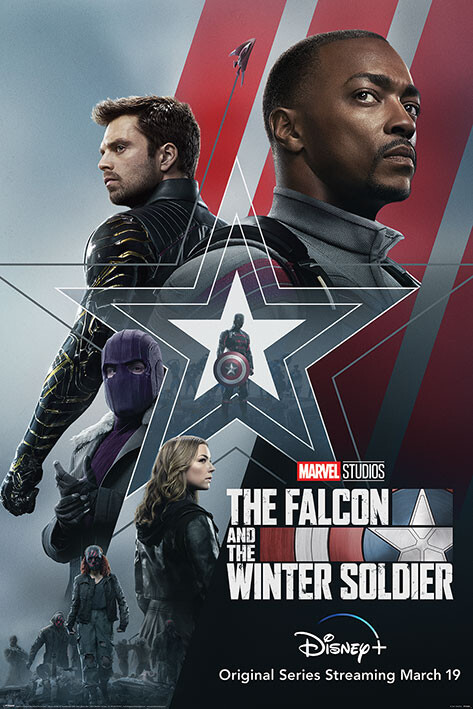 MARVEL STUDIOS
THE FALCON
AND
THE
WINTER SOLDIER
Disney+
Original Series Streaming March 19